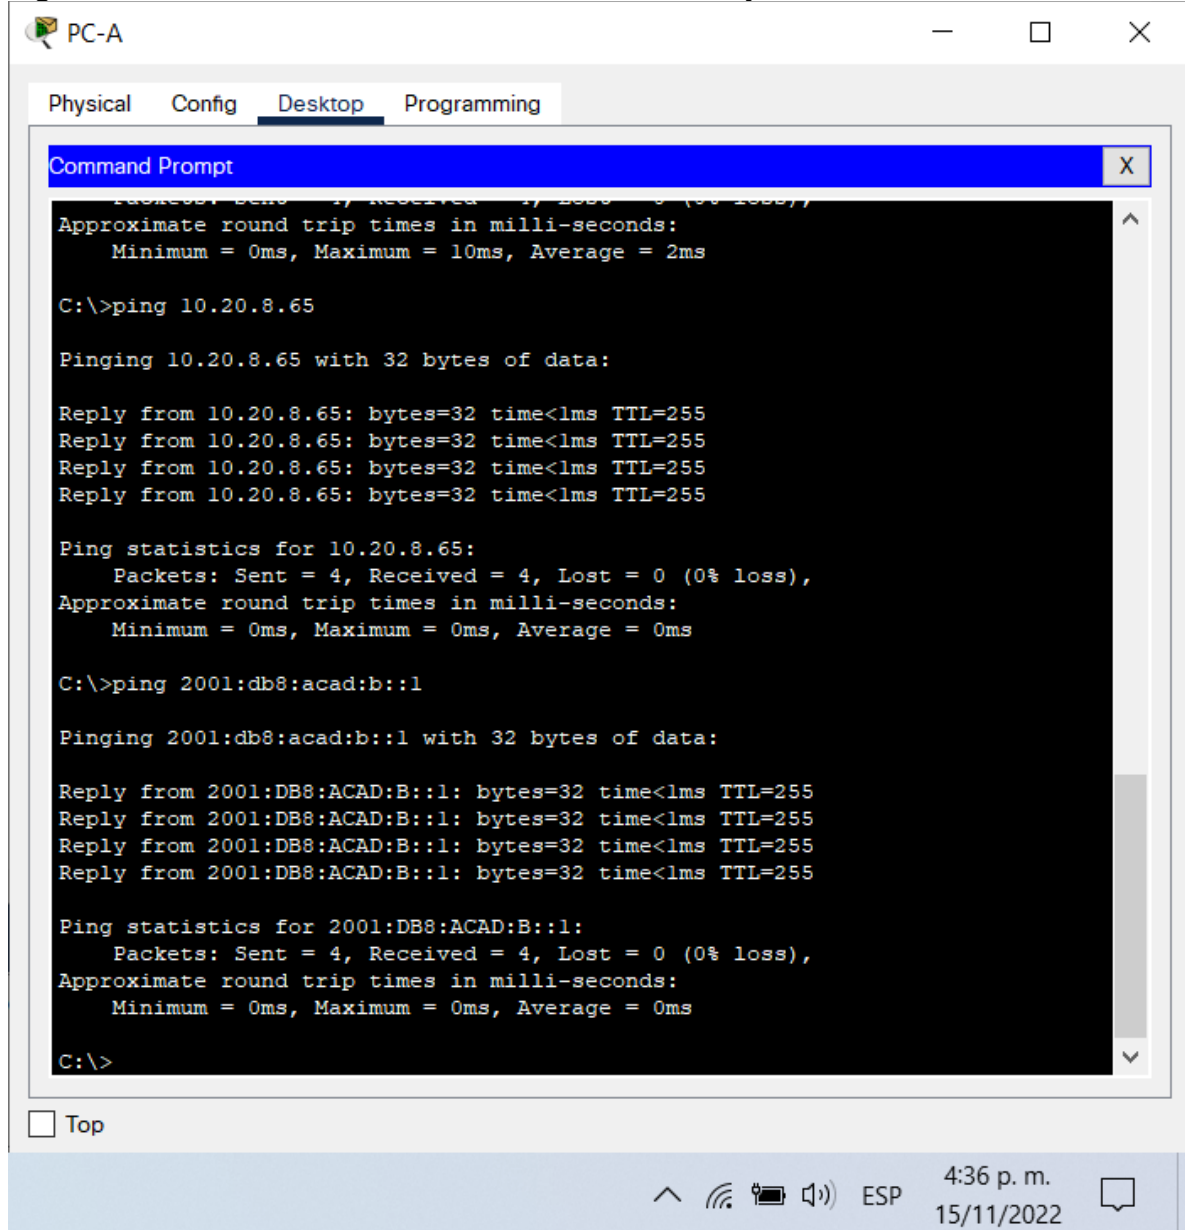 PC-A
Physical Config Desktop Programming
Command Prompt X
Packets: Sent = 4, Received = 4, Lost = 0 (0% loss),
Approximate round trip times in milli-seconds:
Minimum = 0ms, Maximum = 10ms, Average = 2ms
C:\>ping 10.20.8.65
Pinging 10.20.8.65 with 32 bytes of data:
Reply from 10.20.8.65: bytes=32 time<1ms TTL=255
Reply from 10.20.8.65: bytes=32 time<1ms TTL=255
Reply from 10.20.8.65: bytes=32 time<1ms TTL=255
Reply from 10.20.8.65: bytes=32 time<1ms TTL=255
Ping statistics for 10.20.8.65:
Packets: Sent = 4, Received = 4, Lost = 0 (0% loss),
Approximate round trip times in milli-seconds:
Minimum = 0ms, Maximum = 0ms, Average = 0ms
C:\>ping 2001:db8:acad:b::1
Pinging 2001:db8:acad:b::1 with 32 bytes of data:
Reply from 2001:DB8:ACAD:B::1: bytes=32 time<1ms TTL=255
Reply from 2001:DB8:ACAD:B::1: bytes=32 time<1ms TTL=255
Reply from 2001:DB8:ACAD:B::1: bytes=32 time<1ms TTL=255
Reply from 2001:DB8:ACAD:B::1: bytes=32 time<1ms TTL=255
Ping statistics for 2001:DB8:ACAD:B::1:
Packets: Sent = 4, Received = 4, Lost = 0 (0% loss),
Approximate round trip times in milli-seconds:
Minimum = 0ms, Maximum = 0ms, Average = 0ms
C:\>
Top
ESP
4:36 p. m.
15/11/2022